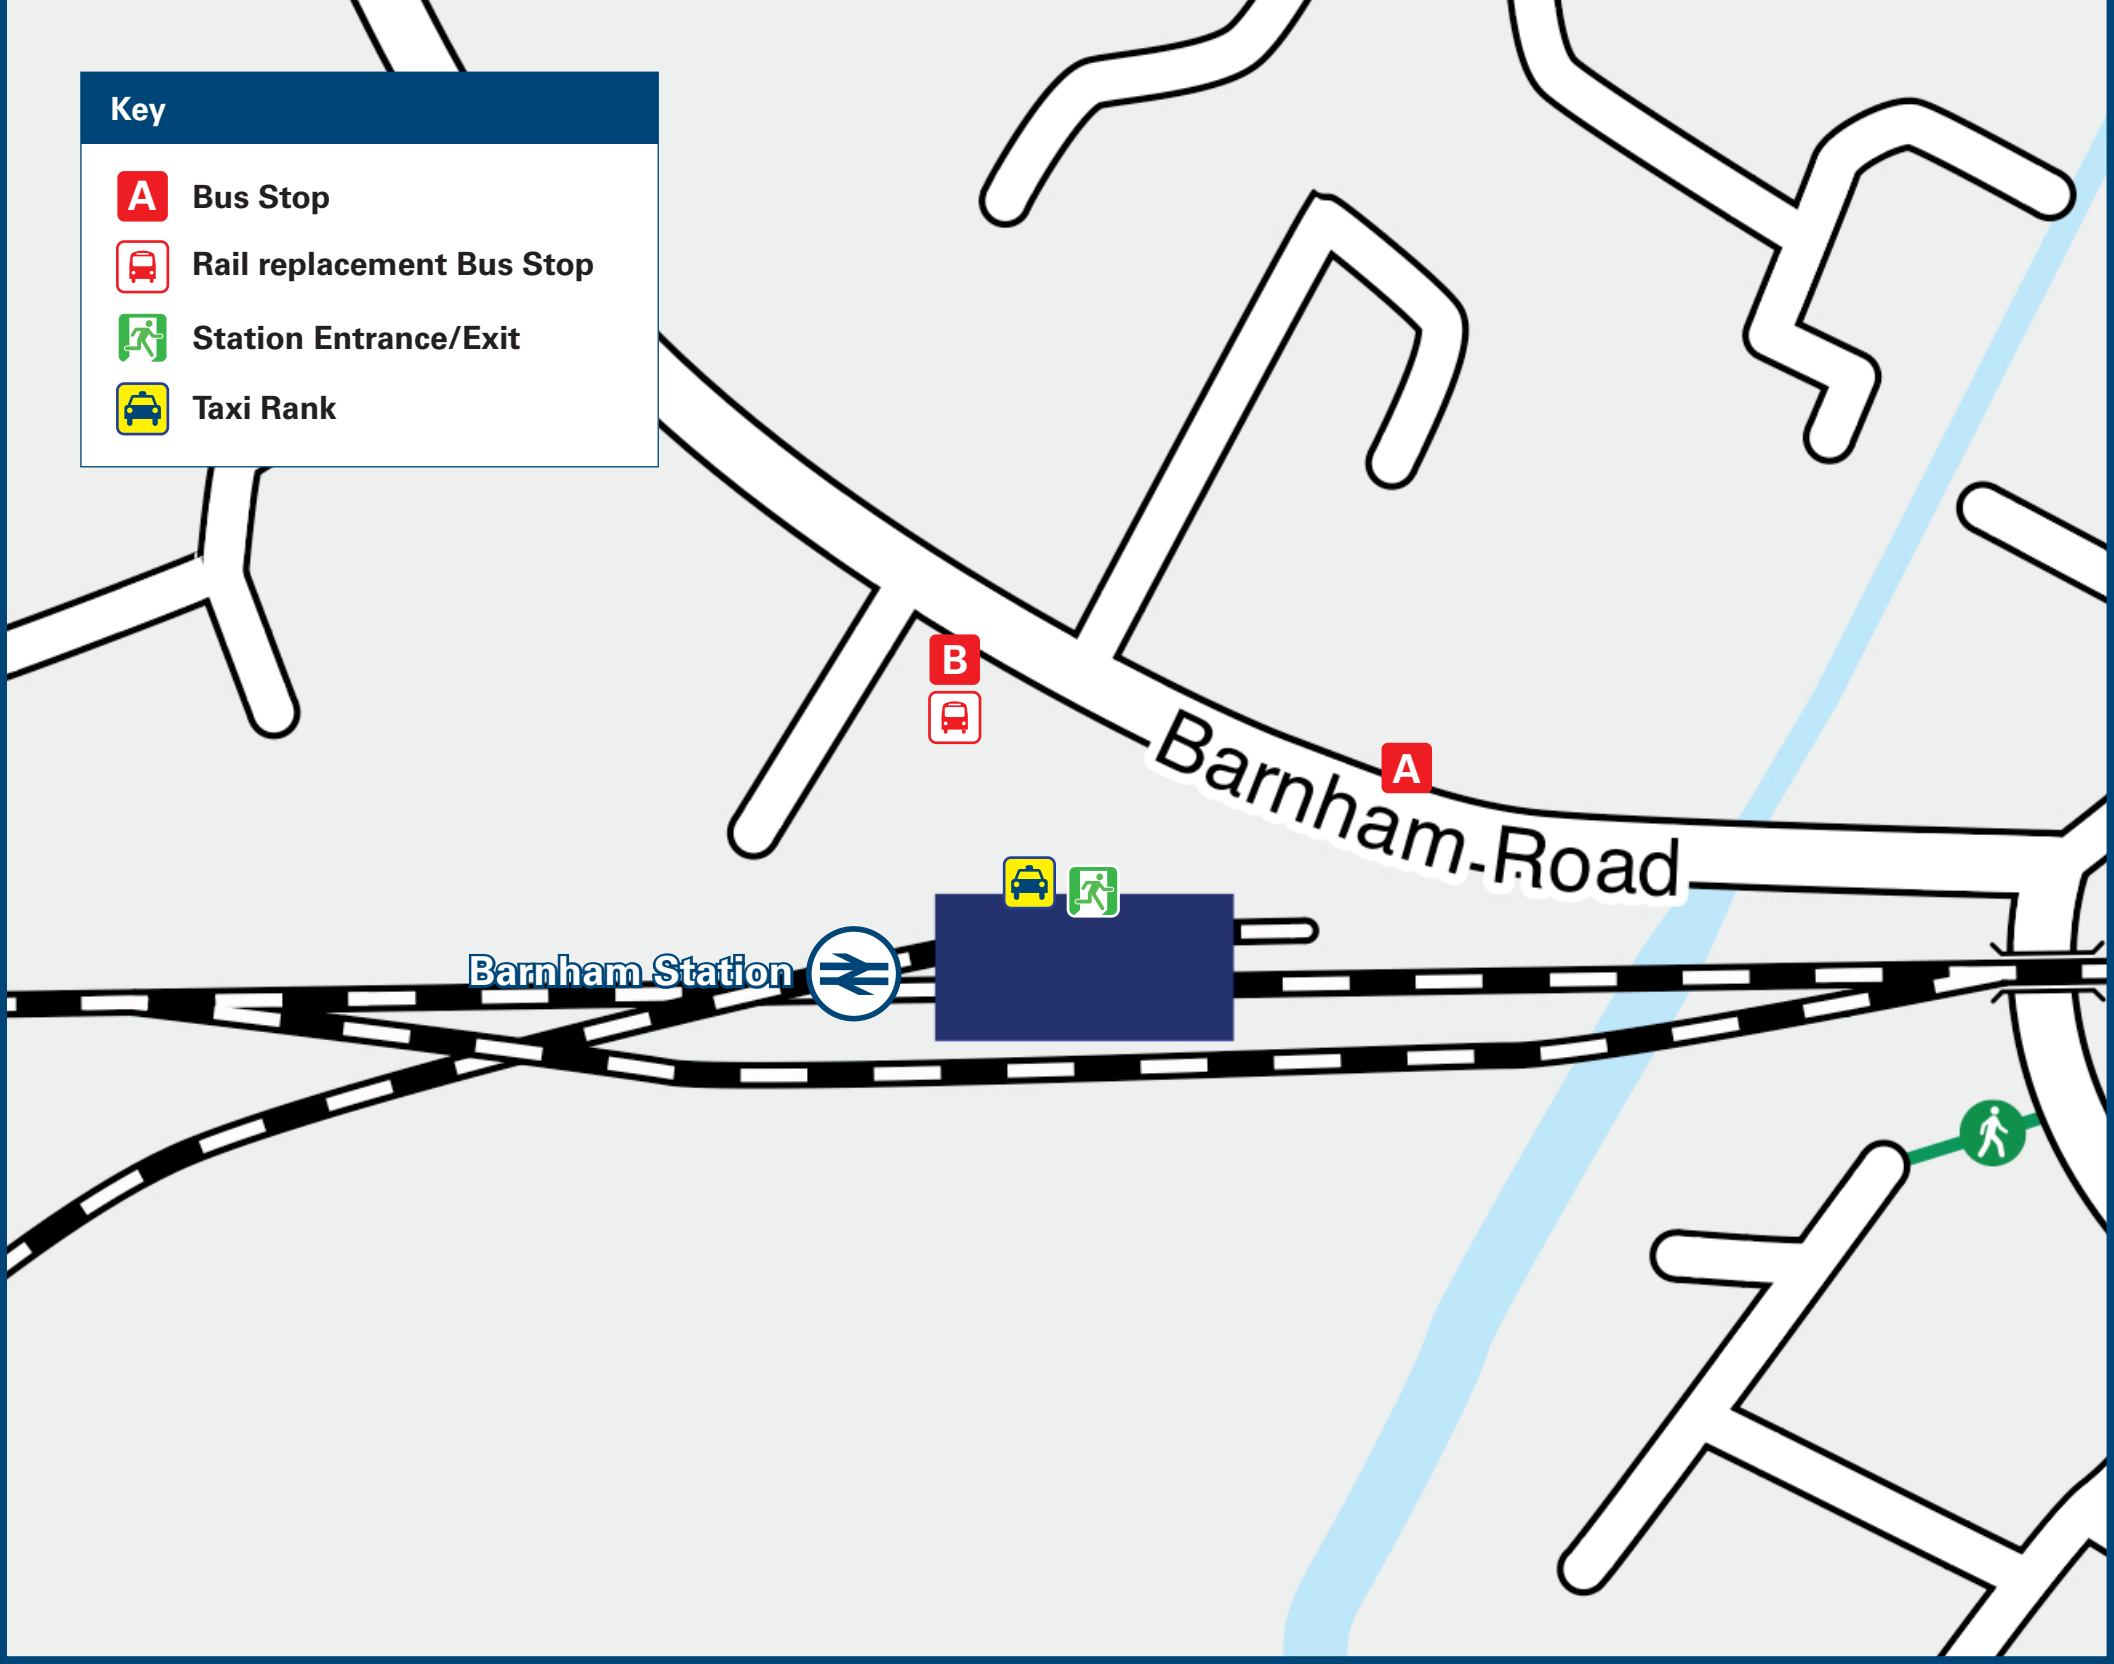 Key
A Bus Stop
Rail replacement Bus Stop
Station Entrance/Exit
Taxi Rank
B
A
Barnham Road
Barnham Station